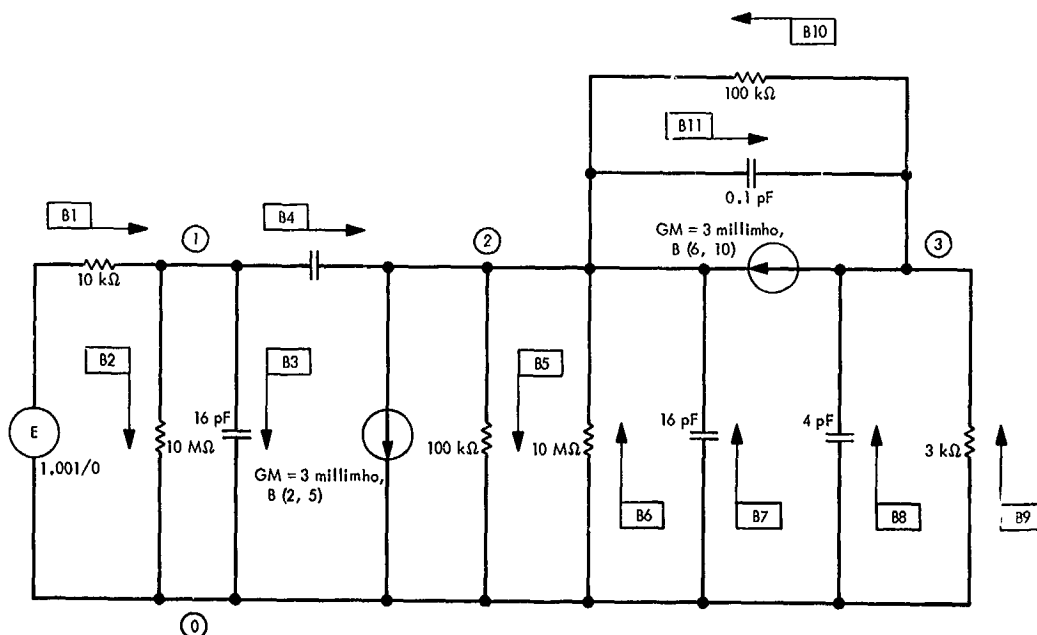 B10
100 kΩ
B11
0.1 pF
B1
B4
GM = 3 millimho,
B (6, 10)
1
2
3
10 kΩ
B2
B3
B5
E
16 pF
10 MΩ
100 kΩ
10 MΩ
16 pF
4 pF
3 kΩ
1.001/0
GM = 3 millimho,
B (2, 5)
B6
B7
B8
B9
0